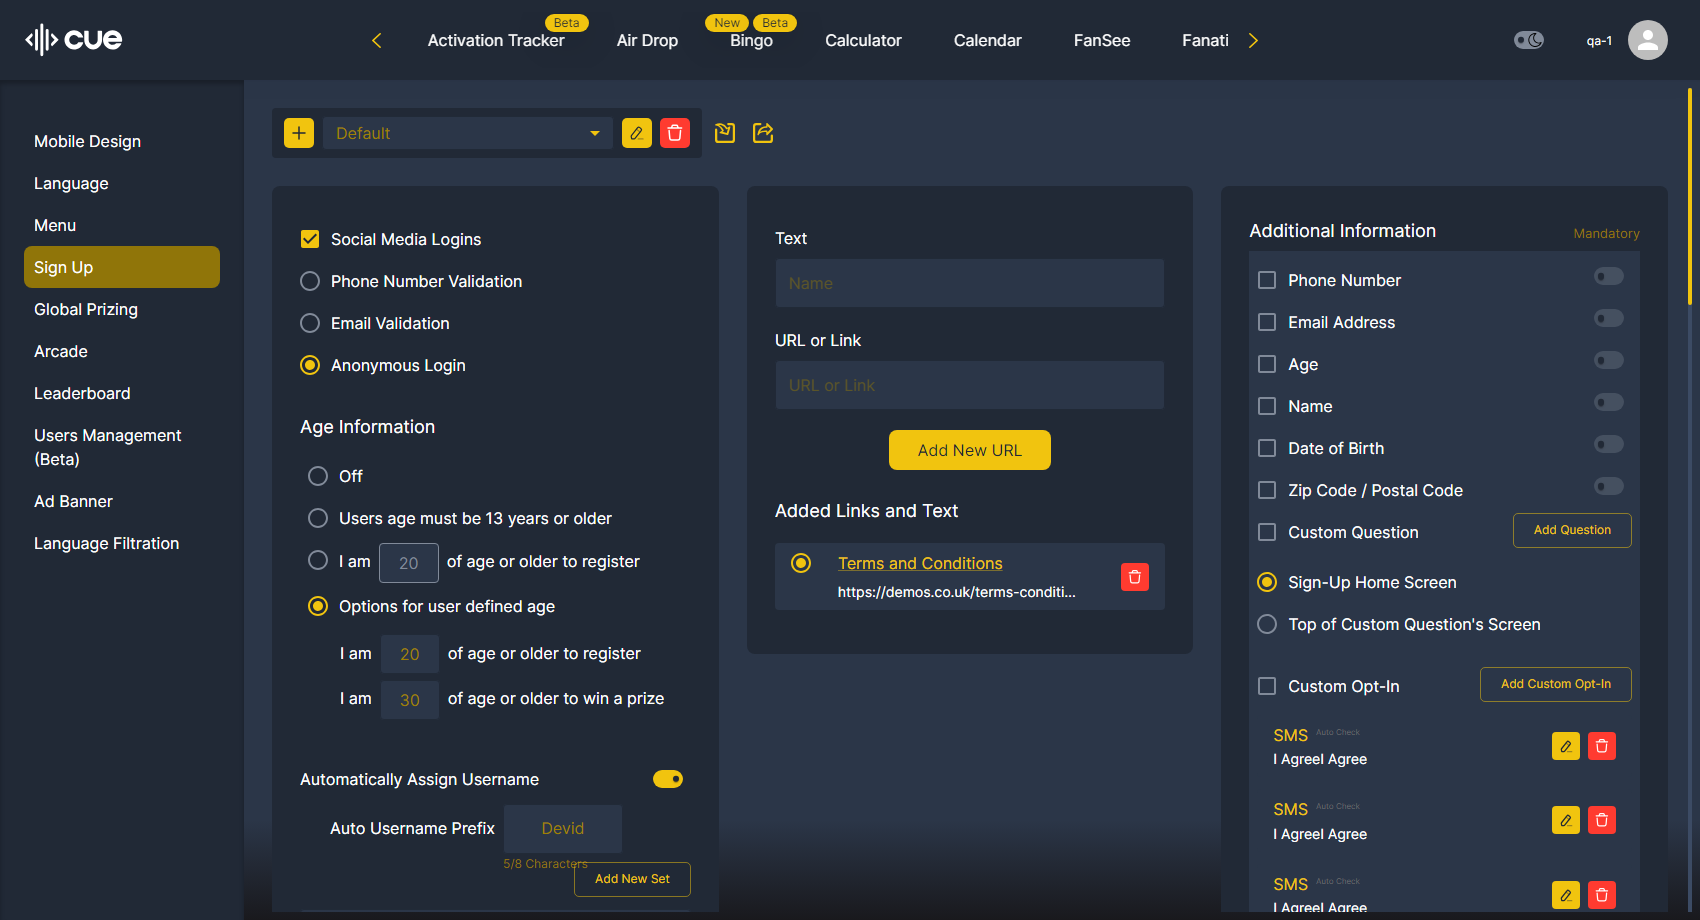 cue
Activation Tracker
Beta
Air Drop
New
Beta
Bingo
Calculator
Calendar
FanSee
Fanati
qa-1
Mobile Design
Language
Menu
Sign Up
Global Prizing
Arcade
Leaderboard
Users Management
(Beta)
Ad Banner
Language Filtration
Default
Social Media Logins
Phone Number Validation
Email Validation
Anonymous Login
Age Information
Off
Users age must be 13 years or older
I am 20 of age or older to register
Options for user defined age
I am 20 of age or older to register
I am 30 of age or older to win a prize
Automatically Assign Username
Auto Username Prefix Devid
5/8 Characters
Add New Set
Text
Name
URL or Link
URL or Link
Add New URL
Added Links and Text
Terms and Conditions
https://demos.co.uk/terms-conditi...
Additional Information
Mandatory
Phone Number
Email Address
Age
Name
Date of Birth
Zip Code / Postal Code
Custom Question
Add Question
Sign-Up Home Screen
Top of Custom Question's Screen
Custom Opt-In
Add Custom Opt-In
SMS Auto Check
I AgreeI Agree
SMS Auto Check
I AgreeI Agree
SMS Auto Check
I AgreeI Agree